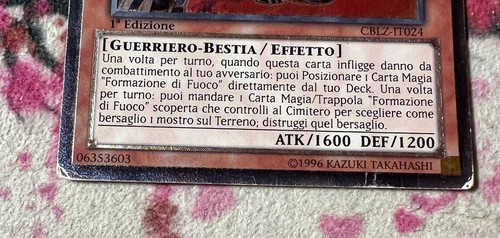 1ª Edizione
CBLZ-IT024
[GUERRIERO-BESTIA / EFFETTO]
Una volta per turno, quando questa carta infligge danno da
combattimento al tuo avversario: puoi Posizionare 1 Carta Magia
"Formazione di Fuoco" direttamente dal tuo Deck. Una volta
per turno: puoi mandare 1 Carta Magia/Trappola "Formazione
di Fuoco" scoperta che controlli al Cimitero per scegliere come
bersaglio 1 mostro sul Terreno; distruggi quel bersaglio.
ATK/1600 DEF/1200
06353603
©1996 KAZUKI TAKAHASHI